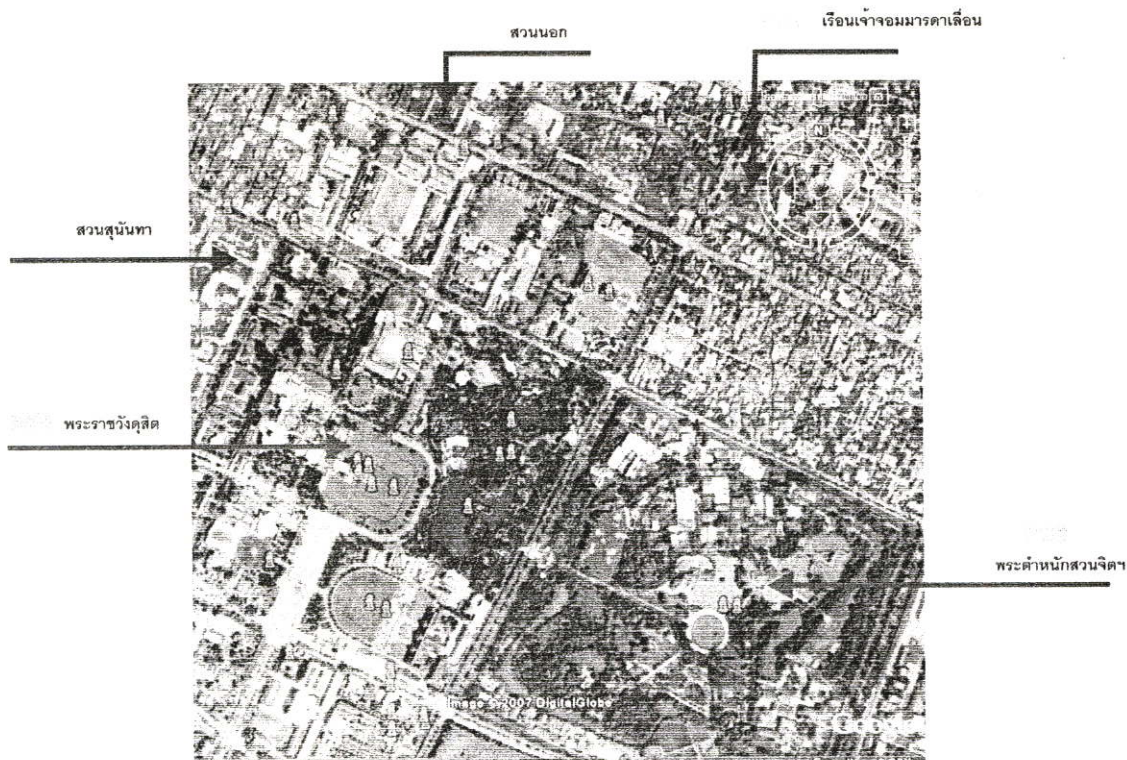 เรือนเจ้าจอมมารดาเลื่อน
สวนนอก
N
สวนสุนันทา
พระราชวังดุสิต
พระตำหนักสวนจิตฯ
Image © 2007 DigitalGlobe
Google